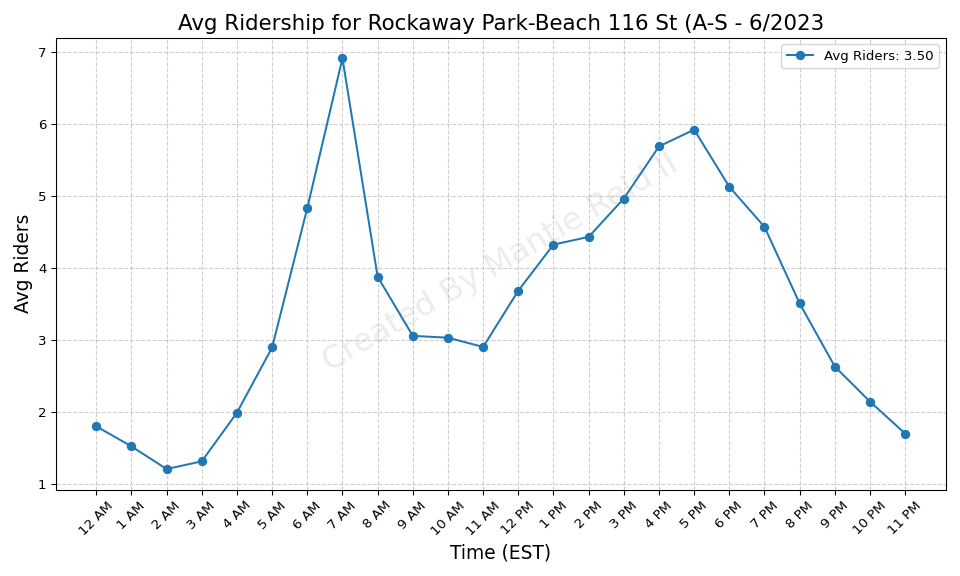 Avg Ridership for Rockaway Park-Beach 116 St (A-S - 6/2023
Avg Riders: 3.50
7
6
5
4
3
2
1
Avg Riders
Created By Mantle Reid II
12 AM
1 AM
2 AM
3 AM
4 AM
5 AM
6 AM
7 AM
8 AM
9 AM
10 AM
11 AM
12 PM
1 PM
2 PM
3 PM
4 PM
5 PM
6 PM
7 PM
8 PM
9 PM
10 PM
11 PM
Time (EST)